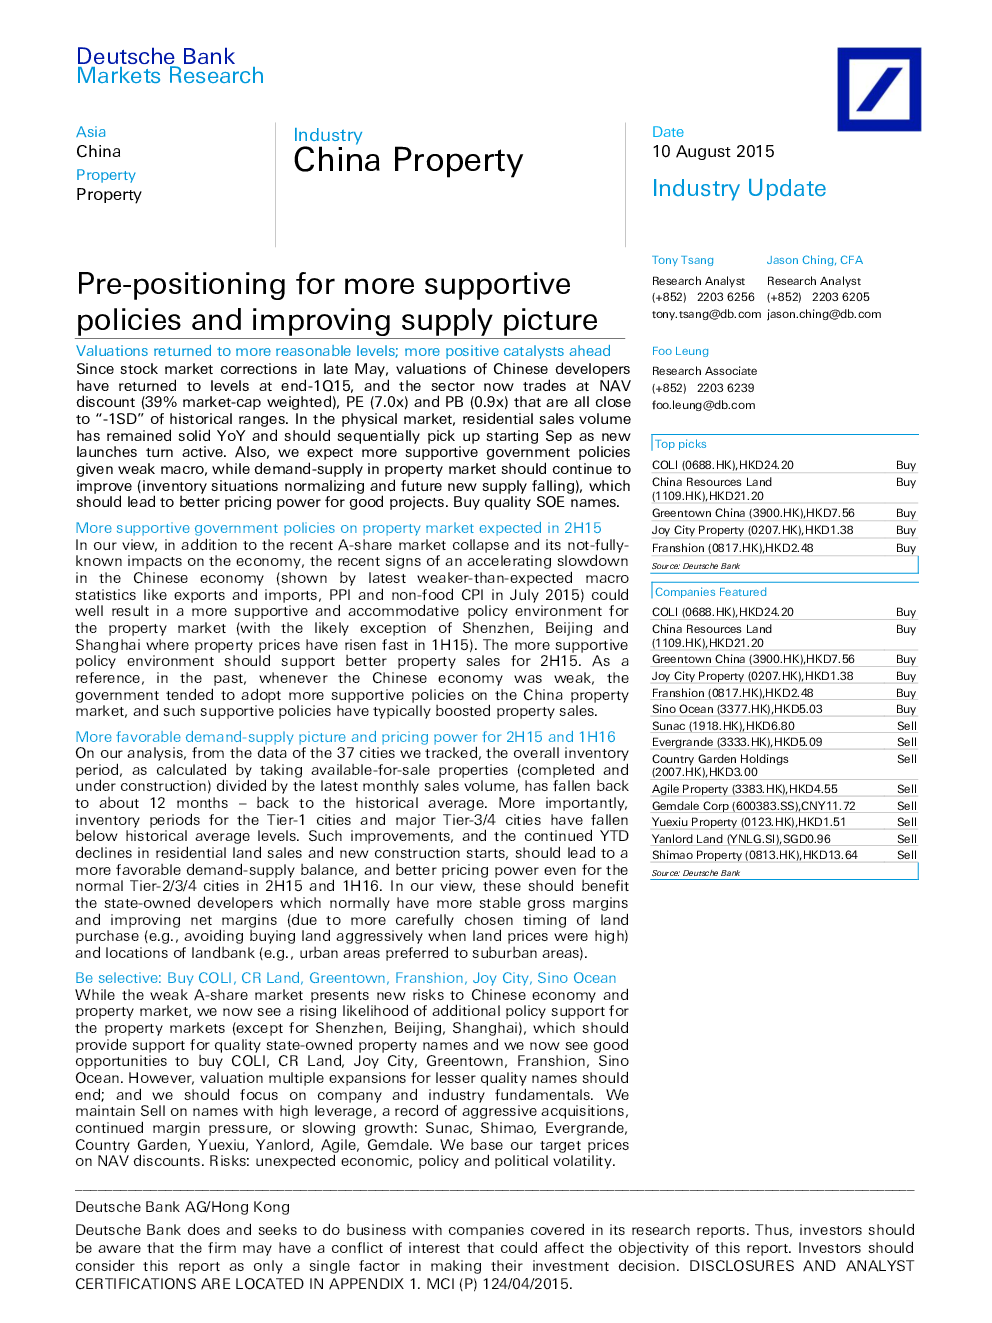 Deutsche Bank
Markets Research
Asia
China
Property
Property
Industry
China Property
Date
10 August 2015
Industry Update
Pre-positioning for more supportive
policies and improving supply picture
Valuations returned to more reasonable levels; more positive catalysts ahead
Since stock market corrections in late May, valuations of Chinese developers
have returned to levels at end-1Q15, and the sector now trades at NAV
discount (39% market-cap weighted), PE (7.0x) and PB (0.9x) that are all close
to “-1SD” of historical ranges. In the physical market, residential sales volume
has remained solid YoY and should sequentially pick up starting Sep as new
launches turn active. Also, we expect more supportive government policies
given weak macro, while demand-supply in property market should continue to
improve (inventory situations normalizing and future new supply falling), which
should lead to better pricing power for good projects. Buy quality SOE names.
More supportive government policies on property market expected in 2H15
In our view, in addition to the recent A-share market collapse and its not-fully-
known impacts on the economy, the recent signs of an accelerating slowdown
in the Chinese economy (shown by latest weaker-than-expected macro
statistics like exports and imports, PPI and non-food CPI in July 2015) could
well result in a more supportive and accommodative policy environment for
the property market (with the likely exception of Shenzhen, Beijing and
Shanghai where property prices have risen fast in 1H15). The more supportive
policy environment should support better property sales for 2H15. As a
reference, in the past, whenever the Chinese economy was weak, the
government tended to adopt more supportive policies on the China property
market, and such supportive policies have typically boosted property sales.
More favorable demand-supply picture and pricing power for 2H15 and 1H16
On our analysis, from the data of the 37 cities we tracked, the overall inventory
period, as calculated by taking available-for-sale properties (completed and
under construction) divided by the latest monthly sales volume, has fallen back
to about 12 months – back to the historical average. More importantly,
inventory periods for the Tier-1 cities and major Tier-3/4 cities have fallen
below historical average levels. Such improvements, and the continued YTD
declines in residential land sales and new construction starts, should lead to a
more favorable demand-supply balance, and better pricing power even for the
normal Tier-2/3/4 cities in 2H15 and 1H16. In our view, these should benefit
the state-owned developers which normally have more stable gross margins
and improving net margins (due to more carefully chosen timing of land
purchase (e.g., avoiding buying land aggressively when land prices were high)
and locations of landbank (e.g., urban areas preferred to suburban areas).
Be selective: Buy COLI, CR Land, Greentown, Franshion, Joy City, Sino Ocean
While the weak A-share market presents new risks to Chinese economy and
property market, we now see a rising likelihood of additional policy support for
the property markets (except for Shenzhen, Beijing, Shanghai), which should
provide support for quality state-owned property names and we now see good
opportunities to buy COLI, CR Land, Joy City, Greentown, Franshion, Sino
Ocean. However, valuation multiple expansions for lesser quality names should
end; and we should focus on company and industry fundamentals. We
maintain Sell on names with high leverage, a record of aggressive acquisitions,
continued margin pressure, or slowing growth: Sunac, Shimao, Evergrande,
Country Garden, Yuexiu, Yanlord, Agile, Gemdale. We base our target prices
on NAV discounts. Risks: unexpected economic, policy and political volatility.
Tony Tsang
Research Analyst
(+852) 2203 6256
tony.tsang@db.com
Jason Ching, CFA
Research Analyst
(+852) 2203 6205
jason.ching@db.com
Foo Leung
Research Associate
(+852) 2203 6239
foo.leung@db.com
Top picks
COLI (0688.HK),HKD24.20 Buy
China Resources Land
(1109.HK),HKD21.20 Buy
Greentown China (3900.HK),HKD7.56 Buy
Joy City Property (0207.HK),HKD1.38 Buy
Franshion (0817.HK),HKD2.48 Buy
Source: Deutsche Bank
Companies Featured
COLI (0688.HK),HKD24.20 Buy
China Resources Land
(1109.HK),HKD21.20 Buy
Greentown China (3900.HK),HKD7.56 Buy
Joy City Property (0207.HK),HKD1.38 Buy
Franshion (0817.HK),HKD2.48 Buy
Sino Ocean (3377.HK),HKD5.03 Buy
Sunac (1918.HK),HKD6.80 Sell
Evergrande (3333.HK),HKD5.09 Sell
Country Garden Holdings
(2007.HK),HKD3.00 Sell
Agile Property (3383.HK),HKD4.55 Sell
Gemdale Corp (600383.SS),CNY11.72 Sell
Yuexiu Property (0123.HK),HKD1.51 Sell
Yanlord Land (YNLG.SI),SGD0.96 Sell
Shimao Property (0813.HK),HKD13.64 Sell
Source: Deutsche Bank
Deutsche Bank AG/Hong Kong
Deutsche Bank does and seeks to do business with companies covered in its research reports. Thus, investors should
be aware that the firm may have a conflict of interest that could affect the objectivity of this report. Investors should
consider this report as only a single factor in making their investment decision. DISCLOSURES AND ANALYST
CERTIFICATIONS ARE LOCATED IN APPENDIX 1. MCI (P) 124/04/2015.